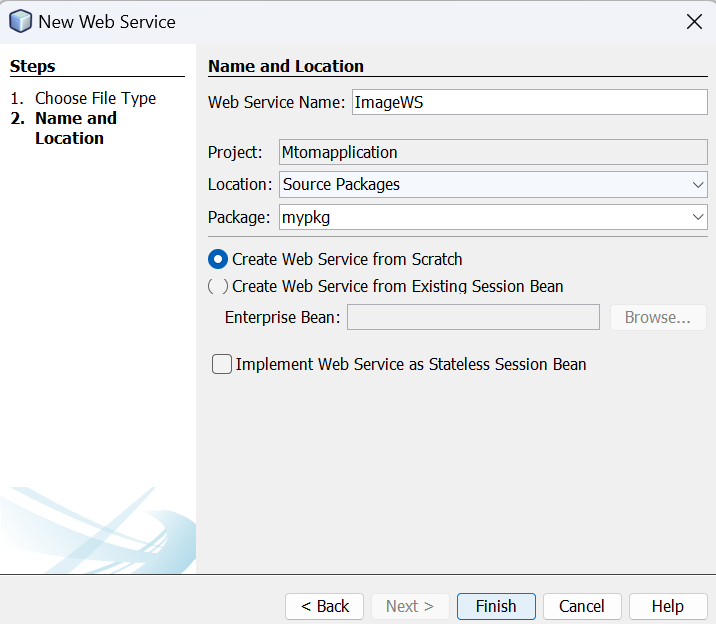 New Web Service
Steps
1. Choose File Type
2. Name and
Location
Name and Location
Web Service Name: ImageWS
Project: Mtomapplication
Location: Source Packages
Package: mypkg
Create Web Service from Scratch
Create Web Service from Existing Session Bean
Enterprise Bean: Browse...
Implement Web Service as Stateless Session Bean
< Back Next > Finish Cancel Help